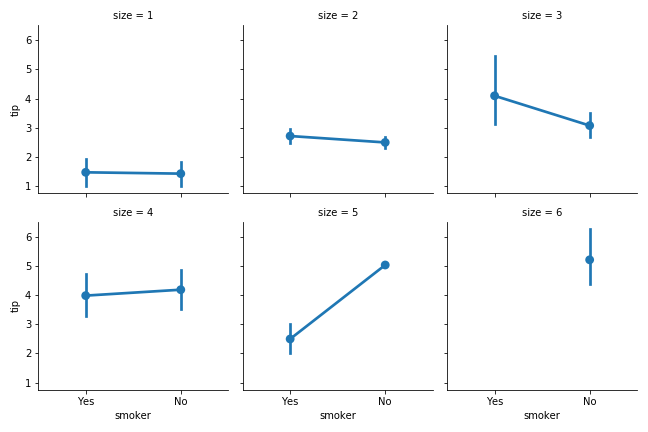 size = 1
size = 2
size = 3
tip
6
5
4
3
2
1
size = 4
size = 5
size = 6
tip
6
5
4
3
2
1
Yes No
Yes No
Yes No
smoker
smoker
smoker